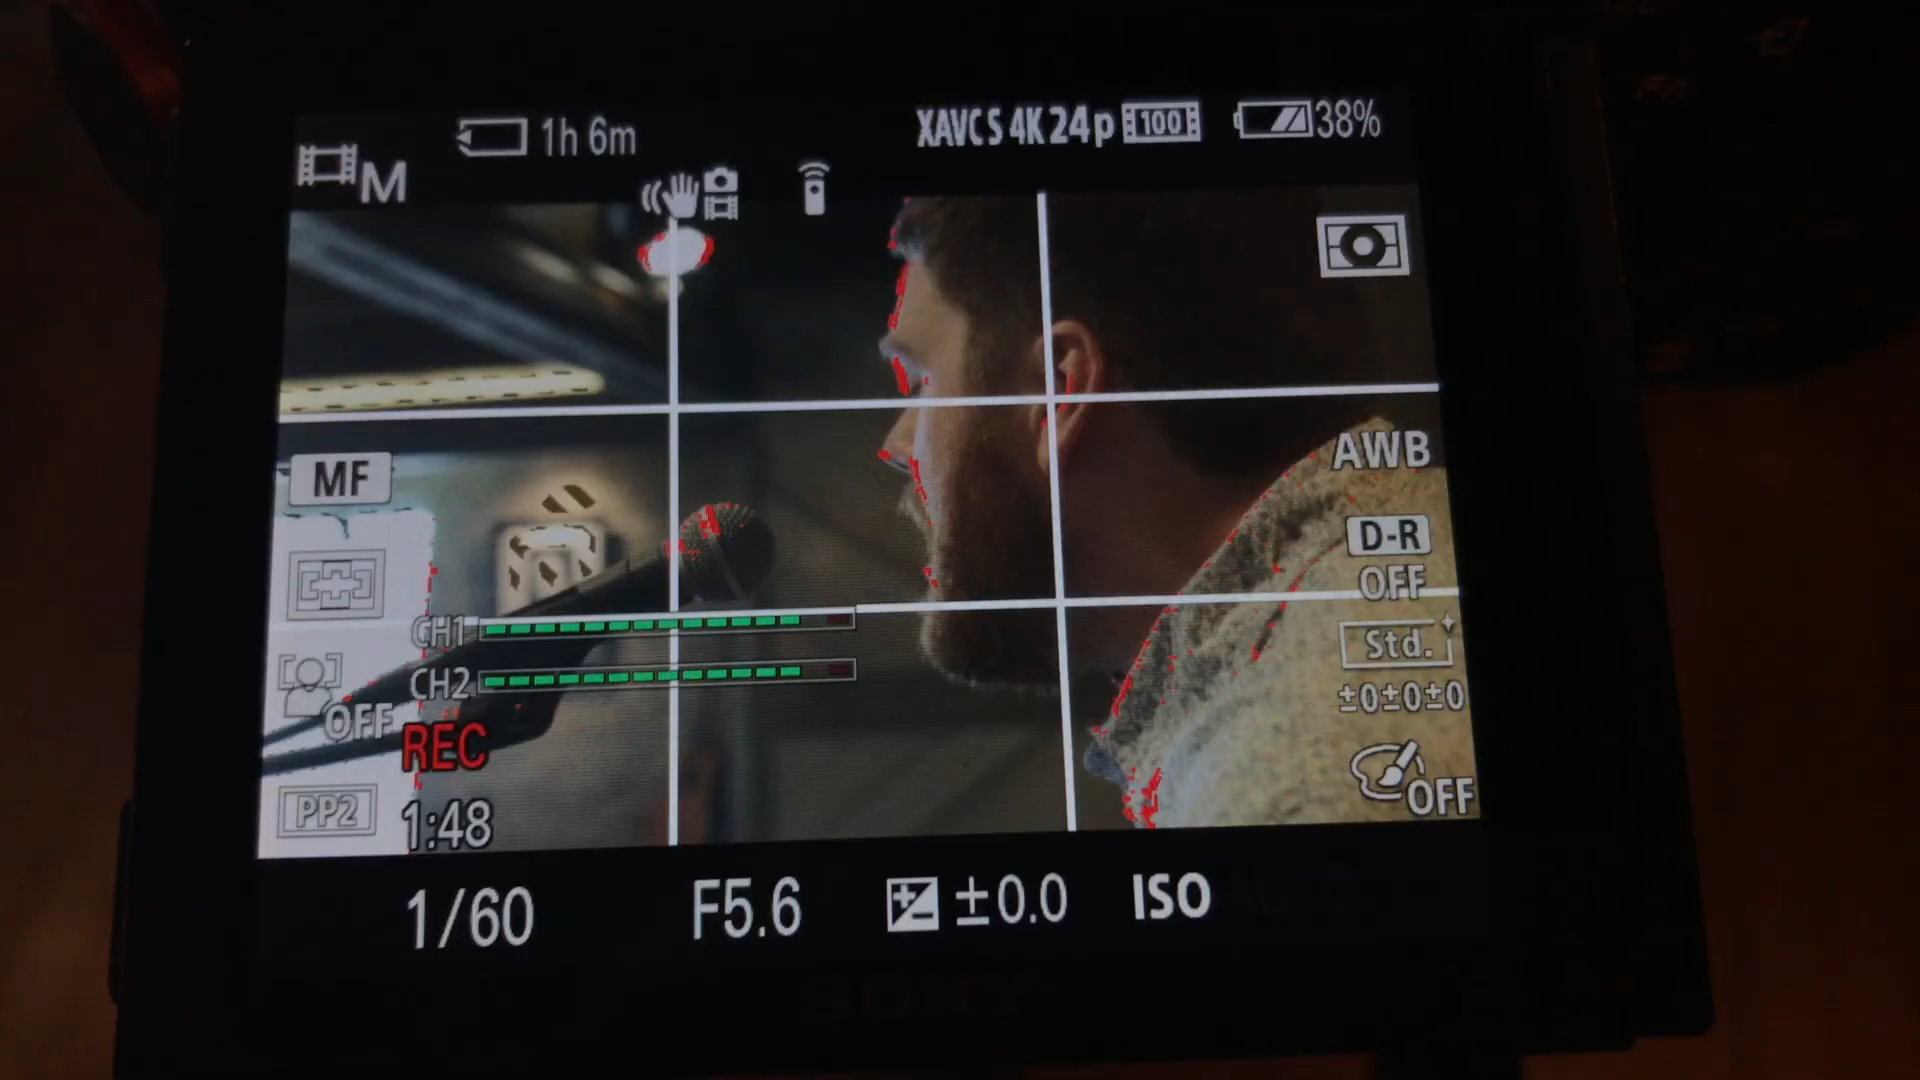 1h 6m
XAVC S 4K 24p 100 38%
M
MF
AWB
D-R
OFF
CH1
Std.
CH2
±0±0±0
OFF
REC
PP2
1:48
OFF
1/60 F5.6 ±0.0 ISO
SONY